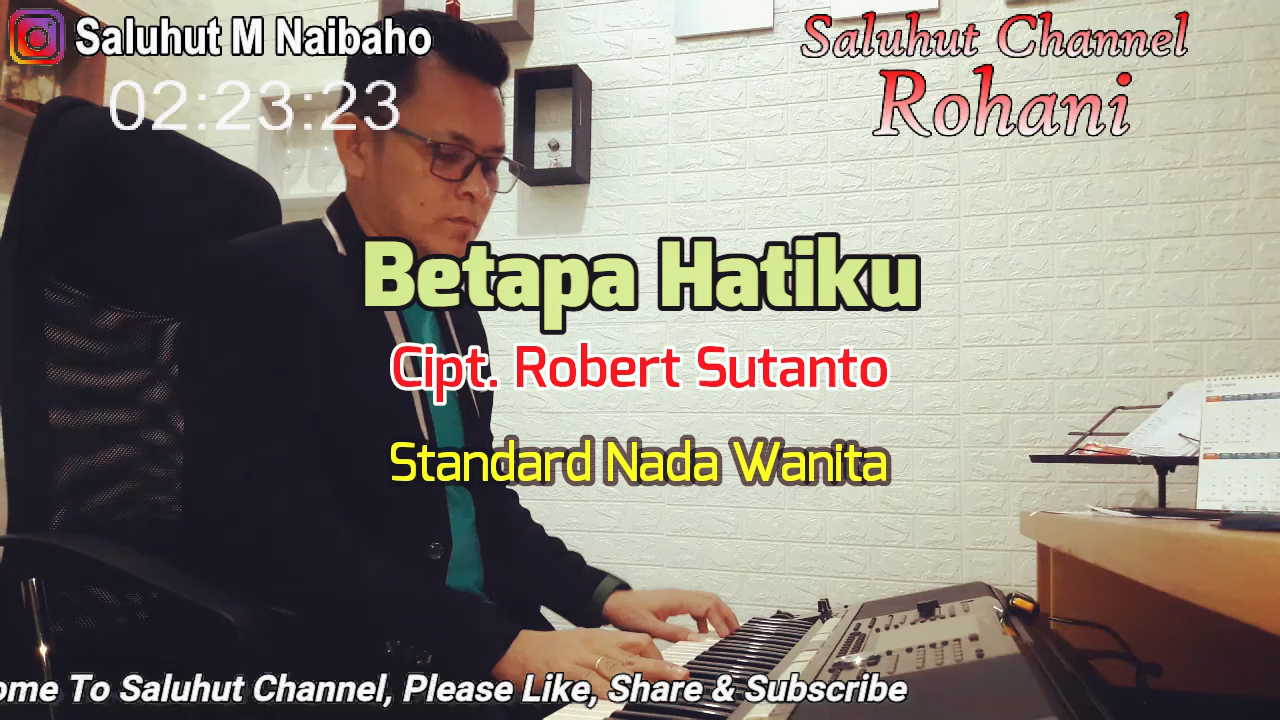 Saluhut M Naibaho
Saluhut Channel
Rohani
02:23:23
Betapa Hatiku
Cipt. Robert Sutanto
Standard Nada Wanita
ome To Saluhut Channel, Please Like, Share & Subscribe